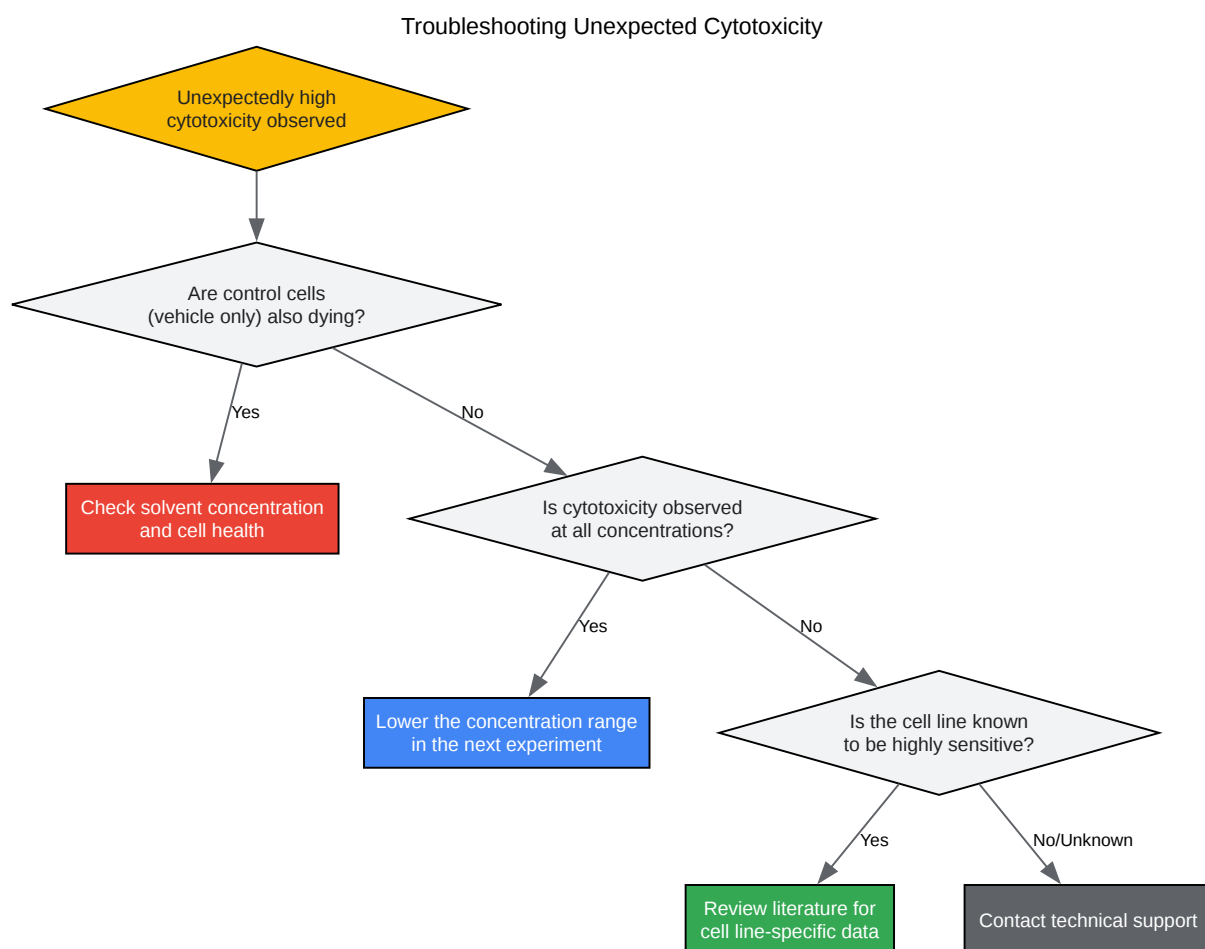 Troubleshooting Unexpected Cytotoxicity
Unexpectedly high
cytotoxicity observed
Are control cells
(vehicle only) also dying?
Yes
No
Check solvent concentration
and cell health
Is cytotoxicity observed
at all concentrations?
Yes
No
Lower the concentration range
in the next experiment
Is the cell line known
to be highly sensitive?
Yes
No/Unknown
Review literature for
cell line-specific data
Contact technical support